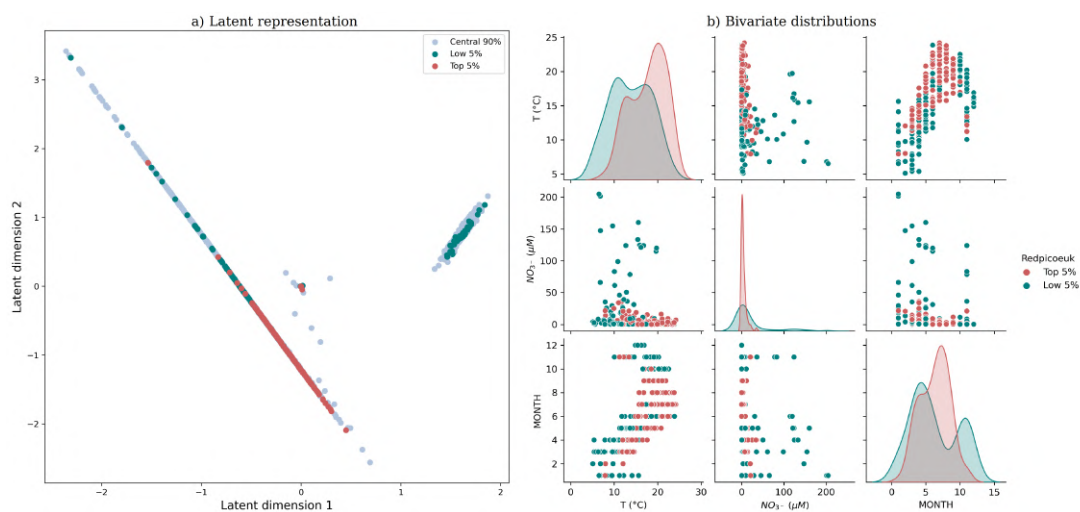 a) Latent representation
Central 90%
Low 5%
Top 5%
3
2
1
0
−1
−2
Latent dimension 2
−2
−1
0
1
2
Latent dimension 1
b) Bivariate distributions
25
20
15
10
5
T (°C)
200
150
100
50
0
NO₃- (μM)
12
10
8
6
4
2
MONTH
0
10
20
30
T (°C)
0
100
200
NO₃- (μM)
0
5
10
15
MONTH
Redpicoeuk
Top 5%
Low 5%